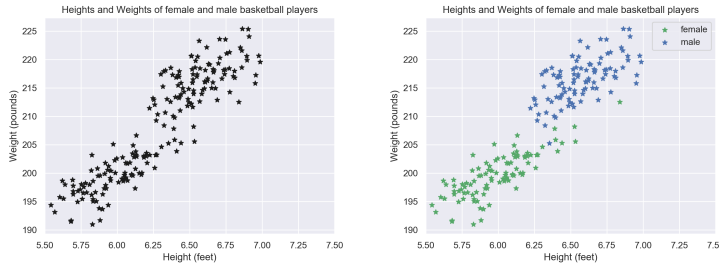 Heights and Weights of female and male basketball players
225
220
215
210
205
200
195
190
Weight (pounds)
5.50 5.75 6.00 6.25 6.50 6.75 7.00 7.25 7.50
Height (feet)
Heights and Weights of female and male basketball players
female
male
225
220
215
210
205
200
195
190
Weight (pounds)
5.50 5.75 6.00 6.25 6.50 6.75 7.00 7.25 7.5
Height (feet)